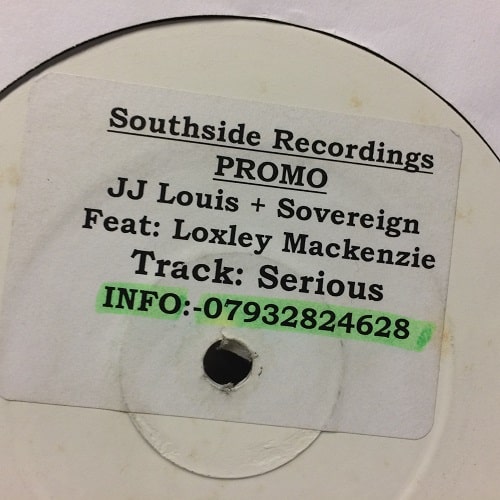 Southside Recordings
PROMO
JJ Louis + Sovereign
Feat: Loxley Mackenzie
Track: Serious
INFO:-07932824628